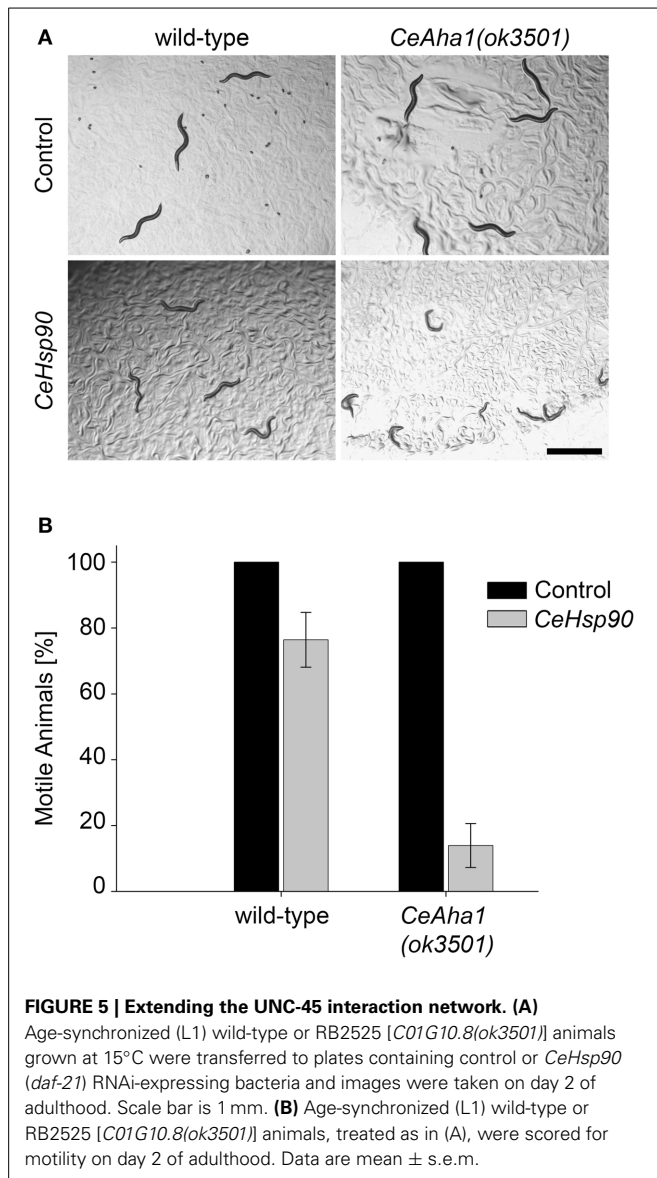 A
wild-type
CeAha1(ok3501)
Control
CeHsp90
B
Motile Animals [%]
100
80
60
40
20
0
Control
CeHsp90
wild-type
CeAha1
(ok3501)
FIGURE 5 | Extending the UNC-45 interaction network. (A)
Age-synchronized (L1) wild-type or RB2525 [C01G10.8(ok3501)] animals
grown at 15°C were transferred to plates containing control or CeHsp90
(daf-21) RNAi-expressing bacteria and images were taken on day 2 of
adulthood. Scale bar is 1 mm. (B) Age-synchronized (L1) wild-type or
RB2525 [C01G10.8(ok3501)] animals, treated as in (A), were scored for
motility on day 2 of adulthood. Data are mean ± s.e.m.